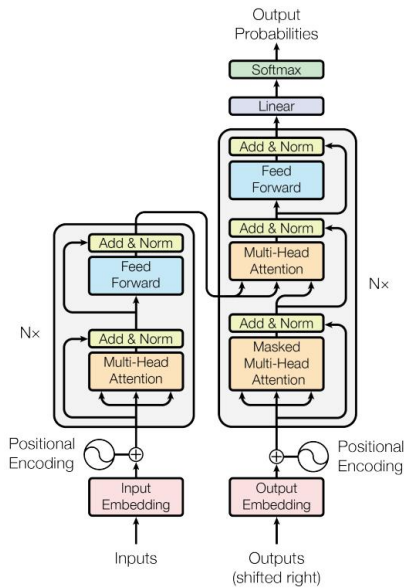 Output
Probabilities
Softmax
Linear
Add & Norm
Feed
Forward
Add & Norm
Multi-Head
Attention
Add & Norm
Masked
Multi-Head
Attention
N×
Add & Norm
Feed
Forward
N×
Add & Norm
Multi-Head
Attention
Positional
Encoding
Positional
Encoding
Input
Embedding
Output
Embedding
Inputs
Outputs
(shifted right)